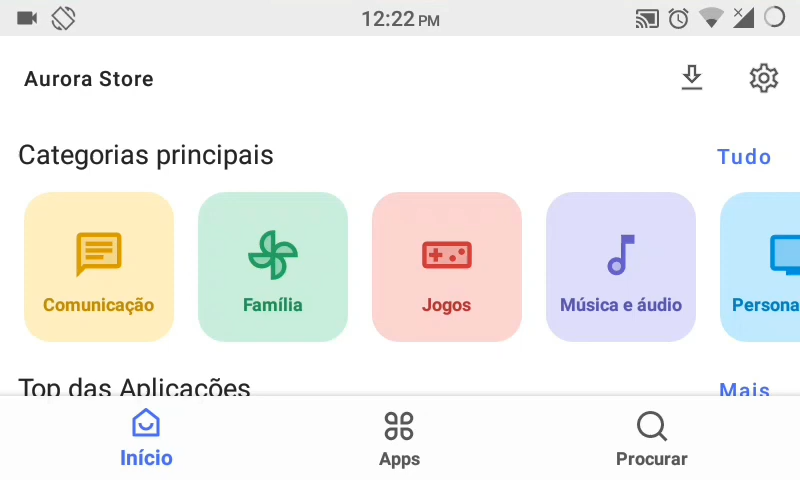 12:22 PM
Aurora Store
Categorias principais
Tudo
Comunicação
Família
Jogos
Música e áudio
Persona
Top das Aplicações
Mais
Início
Apps
Procurar